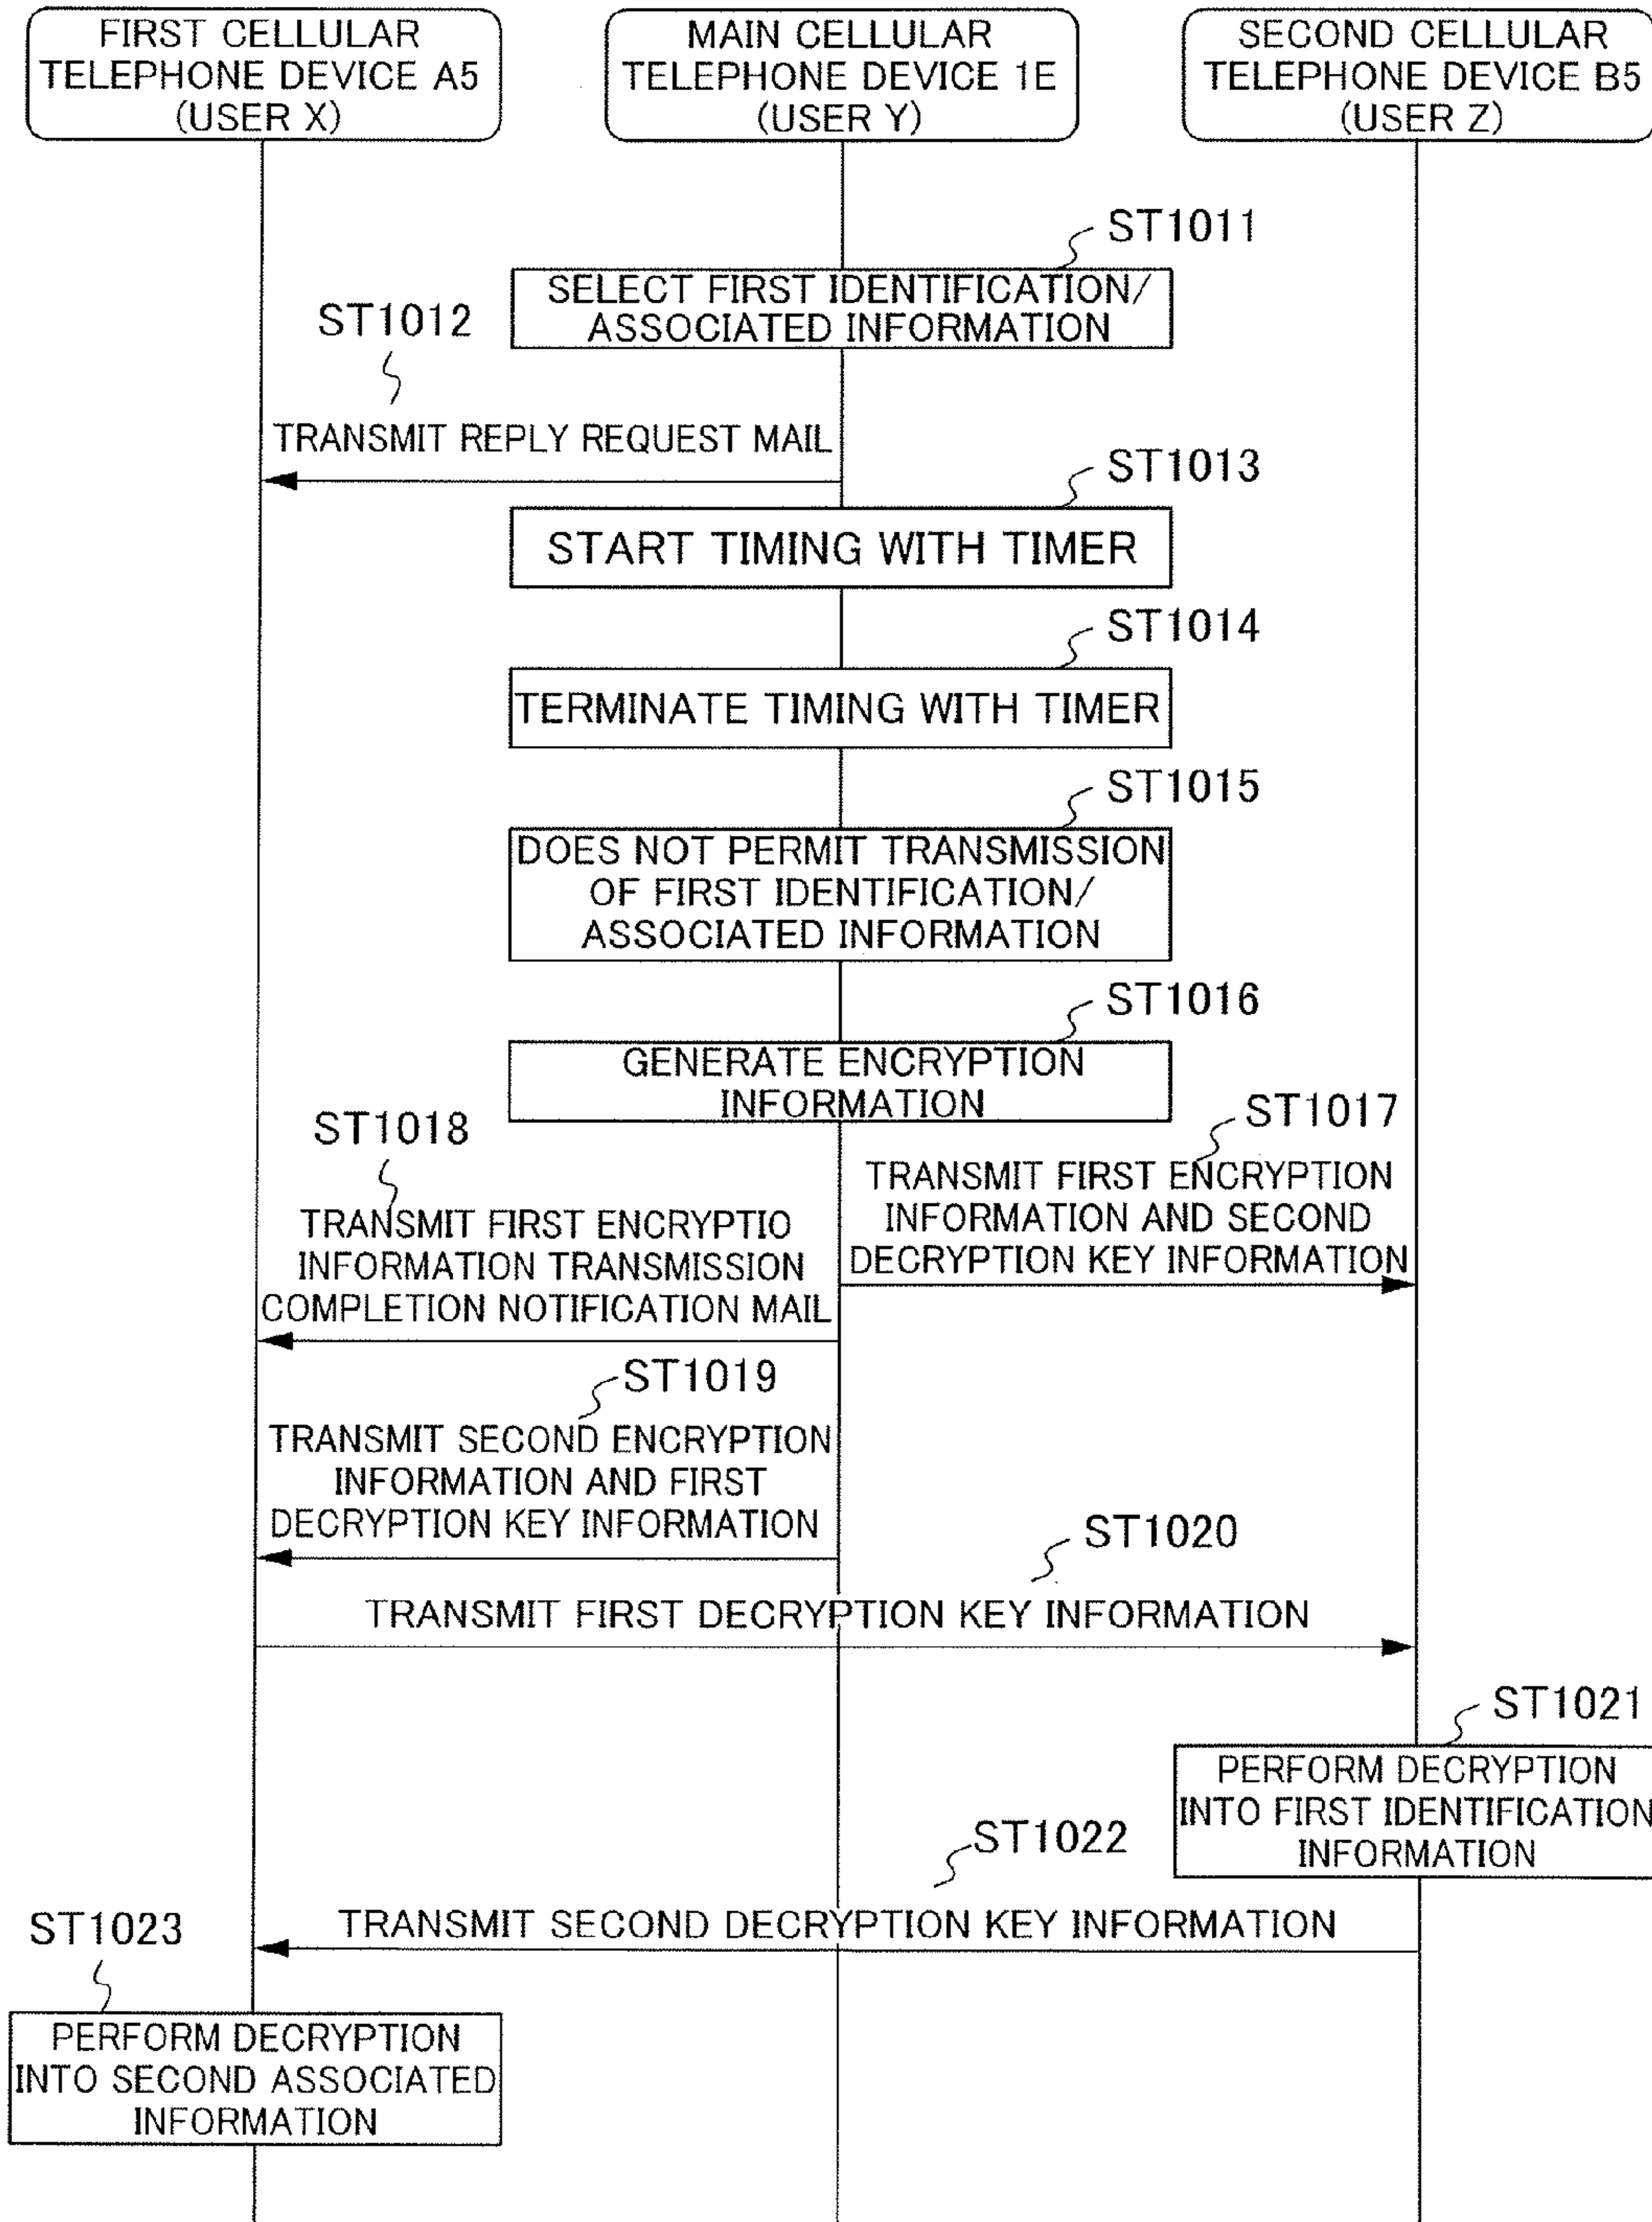 FIRST CELLULAR
TELEPHONE DEVICE A5
(USER X)
MAIN CELLULAR
TELEPHONE DEVICE 1E
(USER Y)
SECOND CELLULAR
TELEPHONE DEVICE B5
(USER Z)
ST1011
SELECT FIRST IDENTIFICATION/
ASSOCIATED INFORMATION
ST1012
TRANSMIT REPLY REQUEST MAIL
ST1013
START TIMING WITH TIMER
ST1014
TERMINATE TIMING WITH TIMER
ST1015
DOES NOT PERMIT TRANSMISSION
OF FIRST IDENTIFICATION/
ASSOCIATED INFORMATION
ST1016
GENERATE ENCRYPTION
INFORMATION
ST1017
TRANSMIT FIRST ENCRYPTION
INFORMATION AND SECOND
DECRYPTION KEY INFORMATION
ST1018
TRANSMIT FIRST ENCRYPTIO
INFORMATION TRANSMISSION
COMPLETION NOTIFICATION MAIL
ST1019
TRANSMIT SECOND ENCRYPTION
INFORMATION AND FIRST
DECRYPTION KEY INFORMATION
ST1020
TRANSMIT FIRST DECRYPTION KEY INFORMATION
ST1021
PERFORM DECRYPTION
INTO FIRST IDENTIFICATION
INFORMATION
ST1022
TRANSMIT SECOND DECRYPTION KEY INFORMATION
ST1023
PERFORM DECRYPTION
INTO SECOND ASSOCIATED
INFORMATION